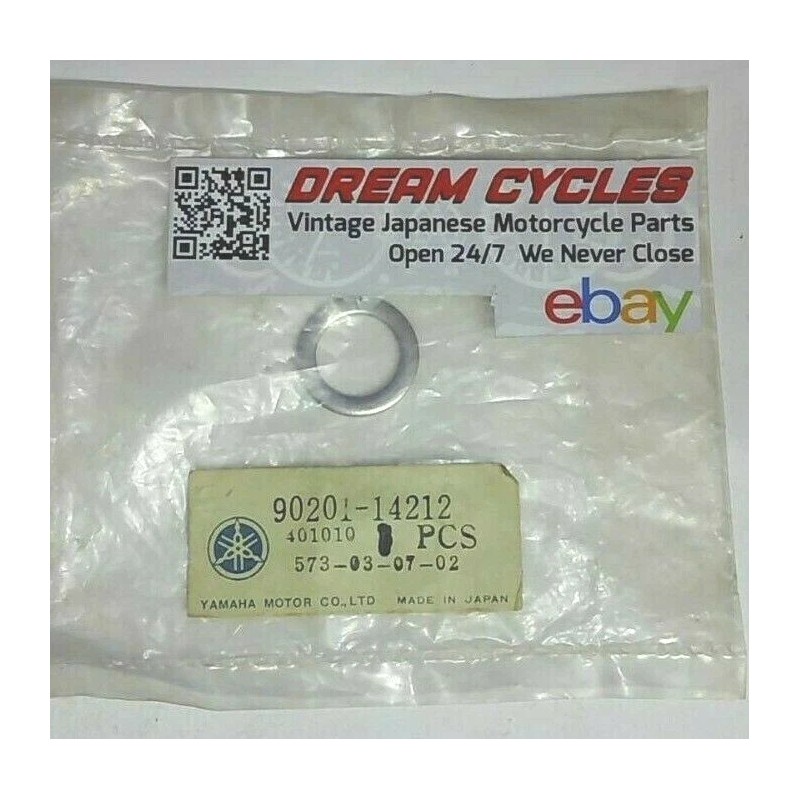 DREAM CYCLES
Vintage Japanese Motorcycle Parts
Open 24/7 We Never Close
ebay
90201-14212
401010 PCS
573-03-07-02
YAMAHA MOTOR CO.,LTD MADE IN JAPAN